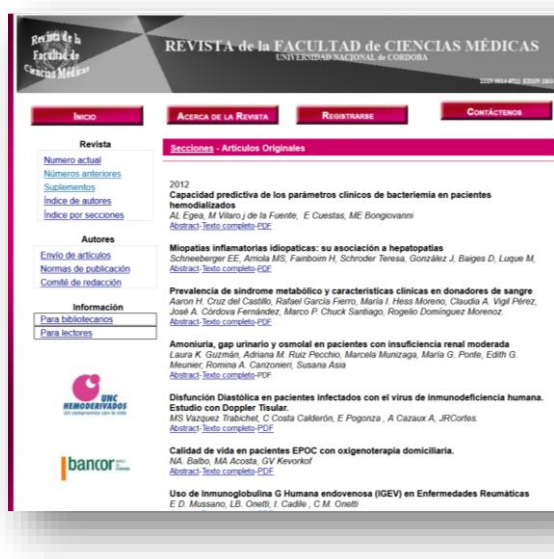 Revista de la
Facultad de
Ciencias Médicas
REVISTA de la FACULTAD de CIENCIAS MÉDICAS
UNIVERSIDAD NACIONAL de CORDOBA
INICIO
ACERCA DE LA REVISTA
REGISTRARSE
CONTÁCTENOS
Revista
Numero actual
Números anteriores
Suplementos
Índice de autores
Índice por secciones
Autores
Envío de artículos
Normas de publicación
Comité de redacción
Información
Para bibliotecarios
Para lectores
UNC
HEMODERIVADOS
un compromiso con la vida
bancor
Secciones - Articulos Originales
2012
Capacidad predictiva de los parámetros clínicos de bacteriemia en pacientes
hemodializados
AL Egea, M Vilaro,j de la Fuente, E Cuestas, ME Bongiovanni
Abstract-Texto completo-PDF
Miopatias inflamatorias idiopaticas: su asociación a hepatopatias
Schneeberger EE, Arriola MS, Fainboim H, Schroder Teresa, González J, Baiges D, Luque M,
Abstract-Texto completo-PDF
Prevalencia de síndrome metabólico y características clínicas en donadores de sangre
Aaron H. Cruz del Castillo, Rafael García Fierro, María I. Hess Moreno, Claudia A. Vigil Pérez,
José A. Córdova Fernández, Marco P. Chuck Santiago, Rogelio Domínguez Morenoz.
Abstract-Texto completo-PDF
Amoniuria, gap urinario y osmolal en pacientes con insuficiencia renal moderada
Laura K. Guzmán, Adriana M. Ruiz Pecchio, Marcela Munizaga, María G. Ponte, Edith G.
Meunier, Romina A. Canzonieri, Susana Asia
Abstract-Texto completo-PDF
Disfunción Diastólica en pacientes infectados con el virus de inmunodeficiencia humana.
Estudio con Doppler Tisular.
MS Vazquez Trabichet, C Costa Calderón, E Pogonza , A Cazaux A, JRCortes.
Abstract-Texto completo-PDF
Calidad de vida en pacientes EPOC con oxigenoterapia domiciliaria.
NA. Balbo, MA Acosta, GV Kevorkof
Abstract-Texto completo-PDF
Uso de Inmunoglobulina G Humana endovenosa (IGEV) en Enfermedades Reumáticas
E.D. Mussano, LB. Onetti, I. Cadile , C.M. Onetti